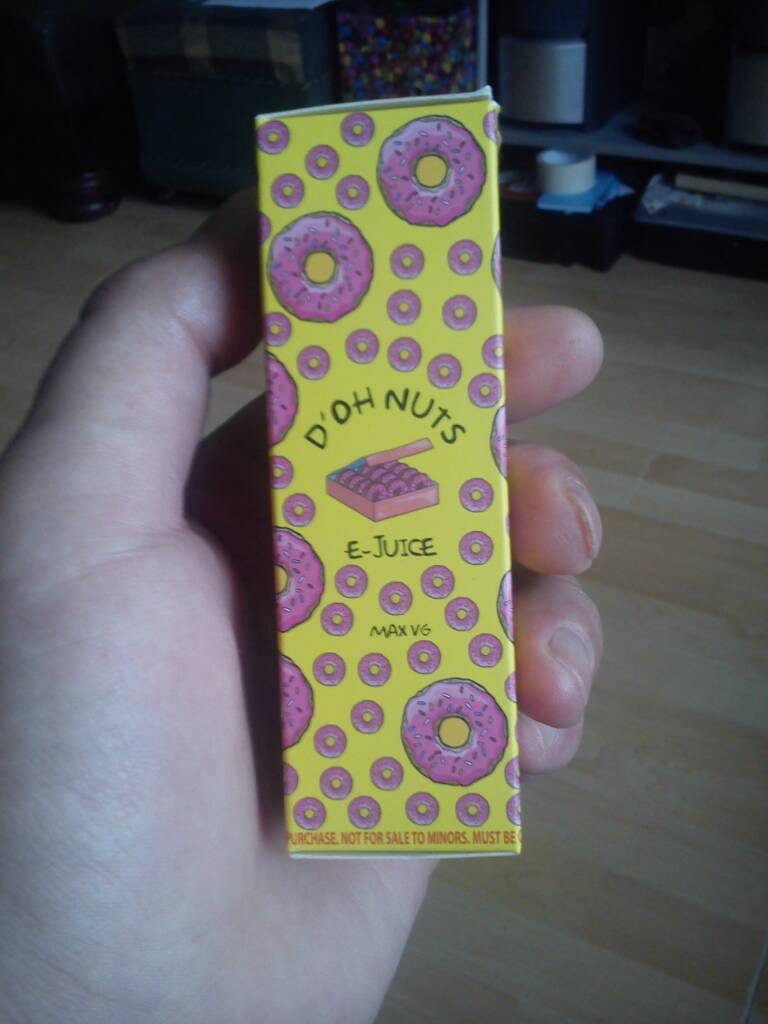 D'OH NUTS
E-JUICE
MAX VG
PURCHASE. NOT FOR SALE TO MINORS. MUST BE